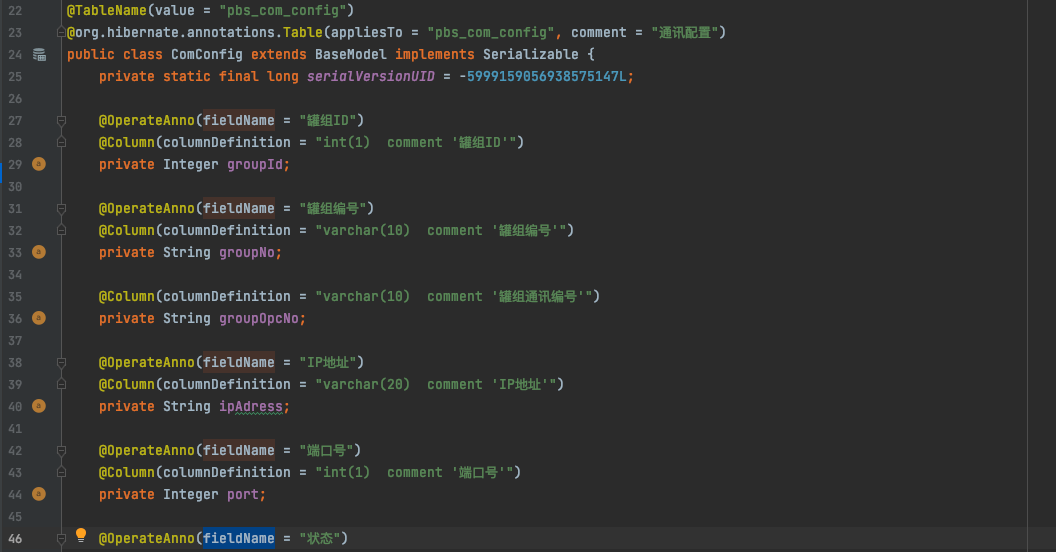 22 @TableName(value = "pbs_com_config")
23 @org.hibernate.annotations.Table(appliesTo = "pbs_com_config", comment = "通讯配置")
24 public class ComConfig extends BaseModel implements Serializable {
25 private static final long serialVersionUID = -5999159056938575147L;
26
27 @OperateAnno(fieldName = "罐组ID")
28 @Column(columnDefinition = "int(1)  comment '罐组ID'")
29 private Integer groupId;
30
31 @OperateAnno(fieldName = "罐组编号")
32 @Column(columnDefinition = "varchar(10)  comment '罐组编号'")
33 private String groupNo;
34
35 @Column(columnDefinition = "varchar(10)  comment '罐组通讯编号'")
36 private String groupOpcNo;
37
38 @OperateAnno(fieldName = "IP地址")
39 @Column(columnDefinition = "varchar(20)  comment 'IP地址'")
40 private String ipAdress;
41
42 @OperateAnno(fieldName = "端口号")
43 @Column(columnDefinition = "int(1)  comment '端口号'")
44 private Integer port;
45
46 @OperateAnno(fieldName = "状态")